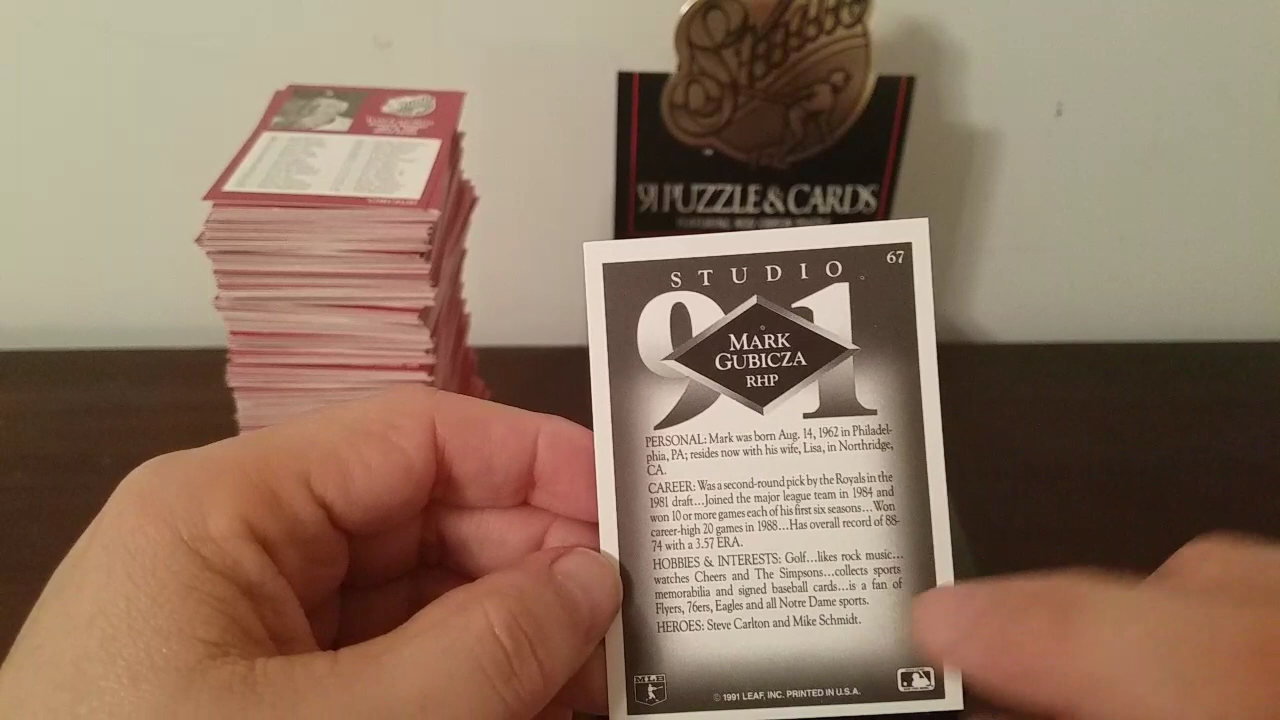 Studio
'91 PUZZLE & CARDS
67
STUDIO
91
MARK
GUBICZA
RHP
PERSONAL: Mark was born Aug. 14, 1962 in Philadel-
phia, PA; resides now with his wife, Lisa, in Northridge,
CA.
CAREER: Was a second-round pick by the Royals in the
1981 draft...Joined the major league team in 1984 and
won 10 or more games each of his first six seasons...Won
career-high 20 games in 1988...Has overall record of 88-
74 with a 3.57 ERA.
HOBBIES & INTERESTS: Golf...likes rock music...
watches Cheers and The Simpsons...collects sports
memorabilia and signed baseball cards...is a fan of
Flyers, 76ers, Eagles and all Notre Dame sports.
HEROES: Steve Carlton and Mike Schmidt.
MLB
© 1991 LEAF, INC. PRINTED IN U.S.A.